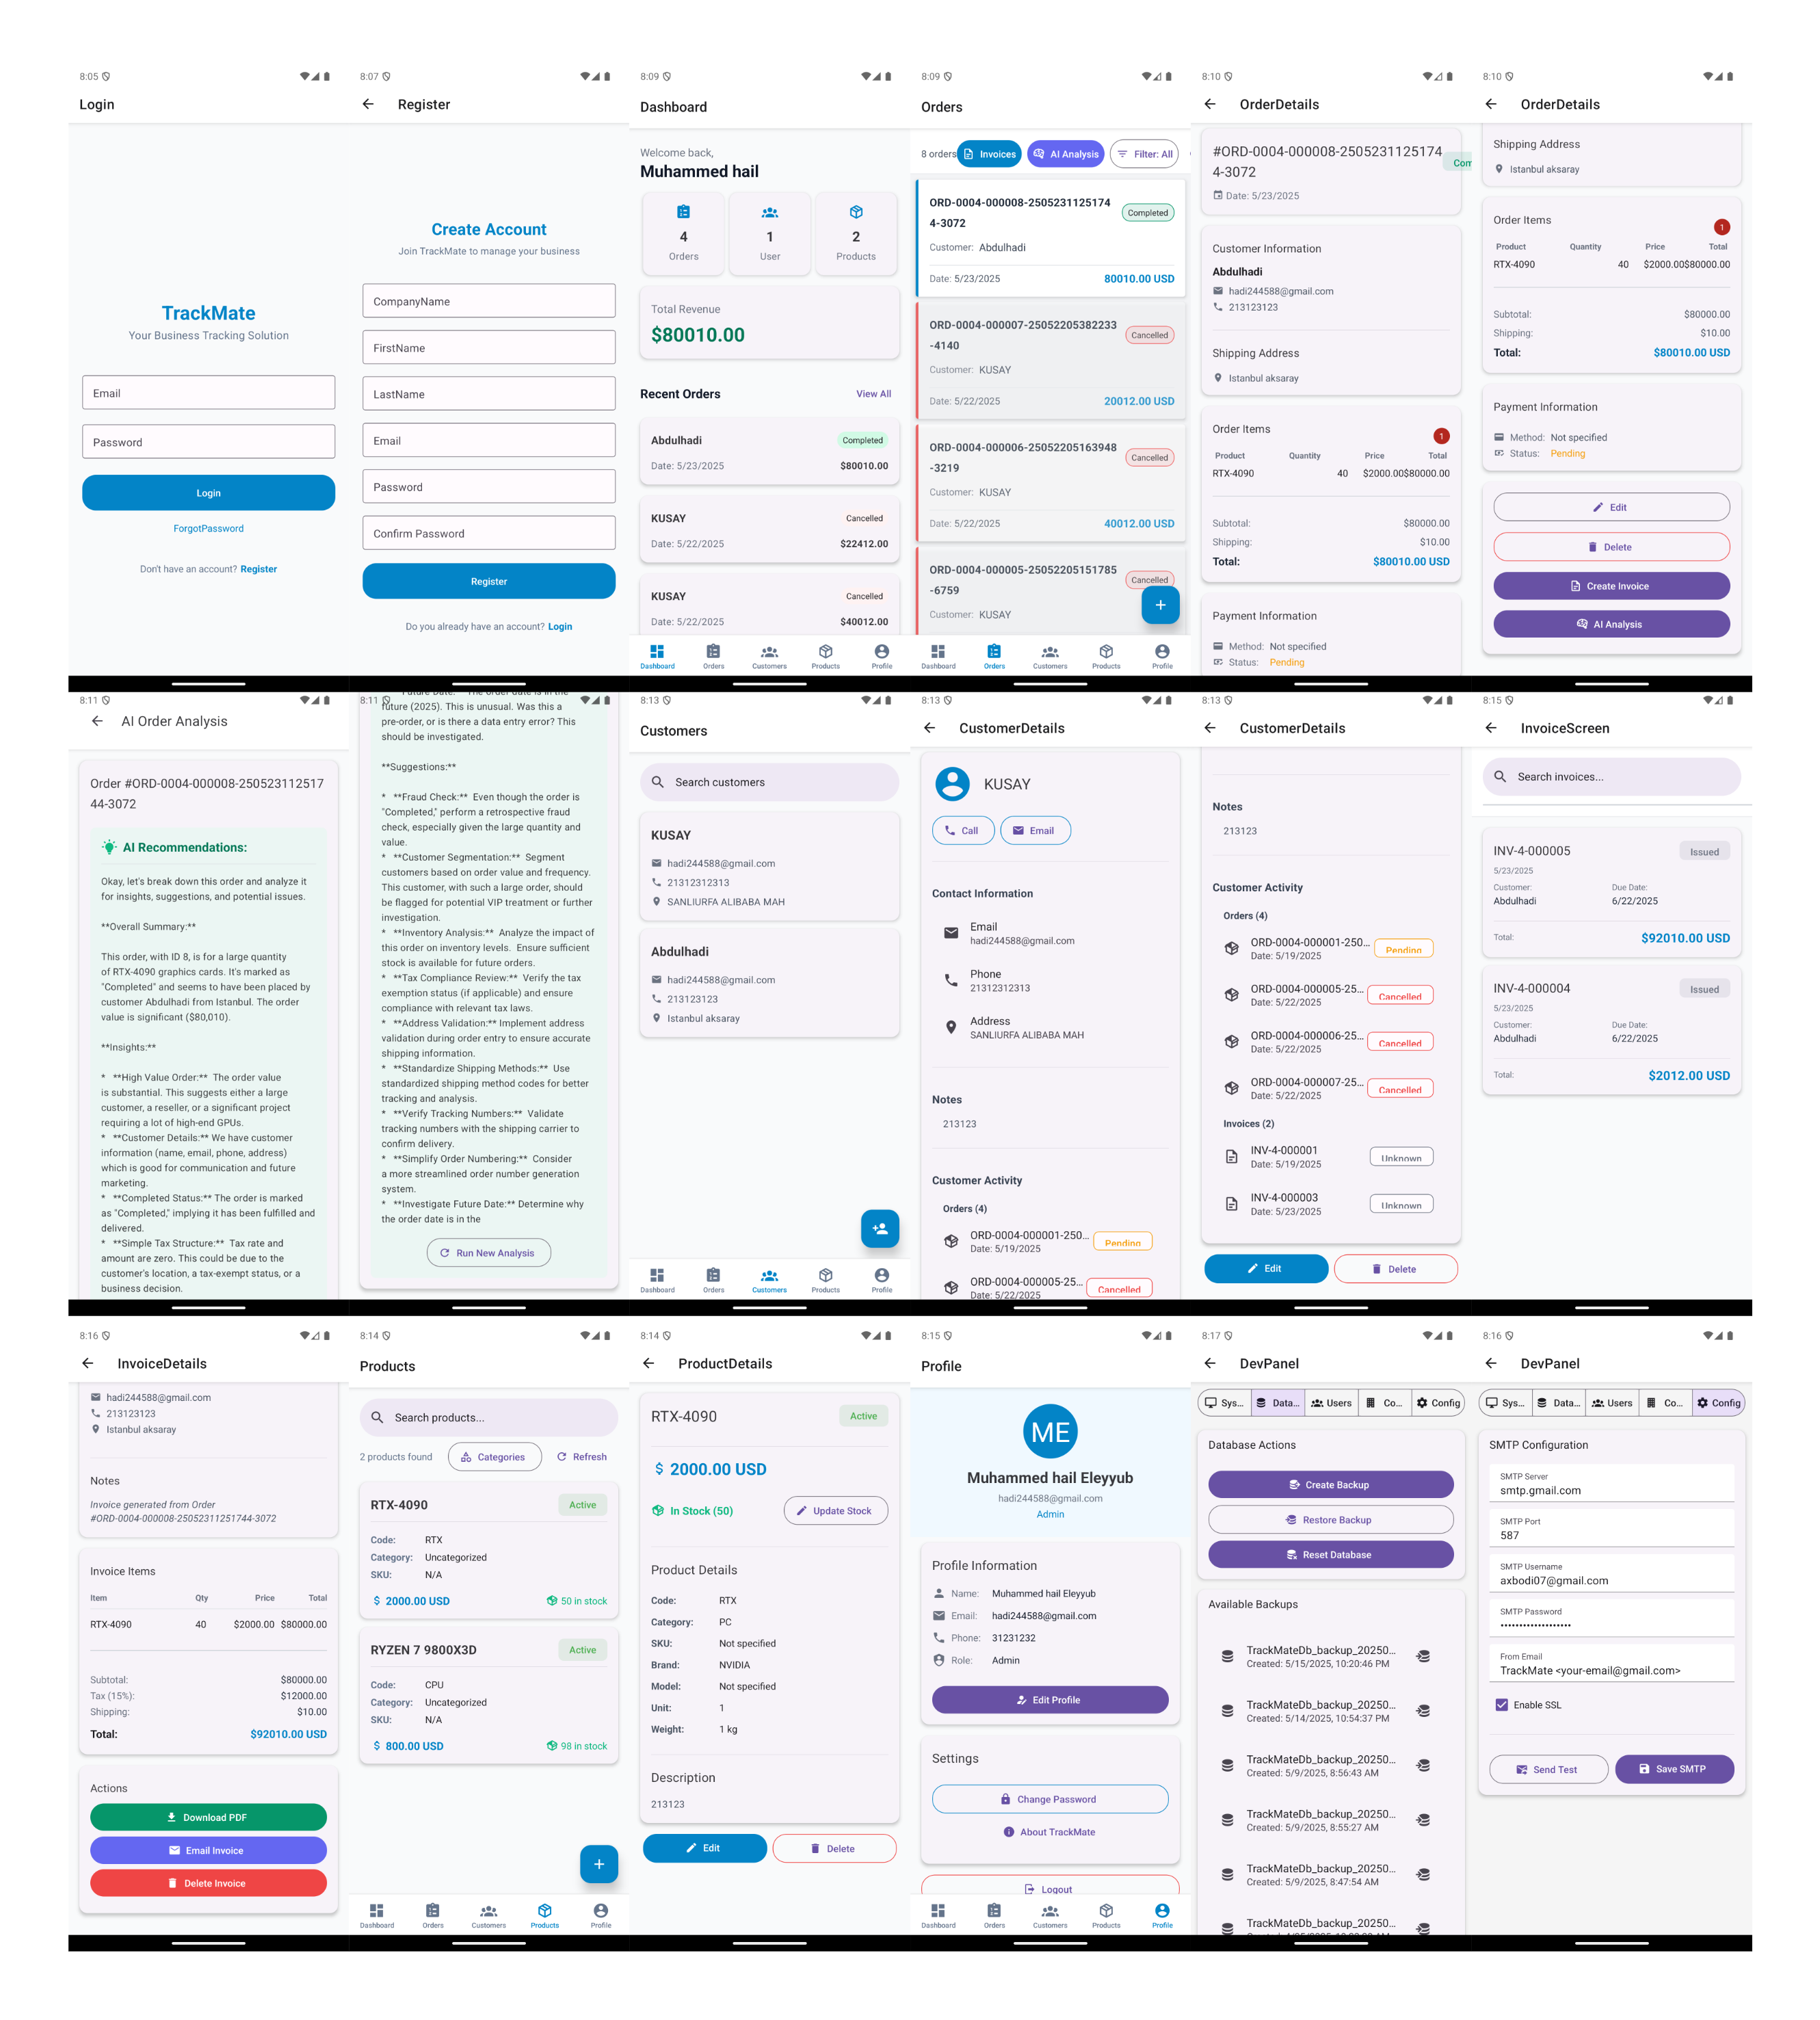 8:05
Login
TrackMate
Your Business Tracking Solution
Email
Password
Login
ForgotPassword
Don't have an account? Register
8:07
Register
Create Account
Join TrackMate to manage your business
CompanyName
FirstName
LastName
Email
Password
Confirm Password
Register
Do you already have an account? Login
8:09
Dashboard
Welcome back,
Muhammed hail
4
Orders
1
User
2
Products
Total Revenue
$80010.00
Recent Orders View All
Abdulhadi Completed
Date: 5/23/2025 $80010.00
KUSAY Cancelled
Date: 5/22/2025 $22412.00
KUSAY Cancelled
Date: 5/22/2025 $40012.00
Dashboard Orders Customers Products Profile
8:09
Orders
8 orders Invoices AI Analysis Filter: All
ORD-0004-000008-2505231125174
4-3072
Completed
Customer: Abdulhadi
Date: 5/23/2025 80010.00 USD
ORD-0004-000007-25052205382233
-4140
Cancelled
Customer: KUSAY
Date: 5/22/2025 20012.00 USD
ORD-0004-000006-25052205163948
-3219
Cancelled
Customer: KUSAY
Date: 5/22/2025 40012.00 USD
ORD-0004-000005-25052205151785
-6759
Cancelled
Customer: KUSAY
Dashboard Orders Customers Products Profile
8:10
OrderDetails
#ORD-0004-000008-2505231125174
4-3072
Com
Date: 5/23/2025
Customer Information
Abdulhadi
hadi244588@gmail.com
213123123
Shipping Address
Istanbul aksaray
Order Items 1
Product Quantity Price Total
RTX-4090 40 $2000.00$80000.00
Subtotal: $80000.00
Shipping: $10.00
Total: $80010.00 USD
Payment Information
Method: Not specified
Status: Pending
8:10
OrderDetails
Shipping Address
Istanbul aksaray
Order Items 1
Product Quantity Price Total
RTX-4090 40 $2000.00$80000.00
Subtotal: $80000.00
Shipping: $10.00
Total: $80010.00 USD
Payment Information
Method: Not specified
Status: Pending
Edit
Delete
Create Invoice
AI Analysis
8:11
AI Order Analysis
Order #ORD-0004-000008-250523112517
44-3072
AI Recommendations:
Okay, let's break down this order and analyze it
for insights, suggestions, and potential issues.
**Overall Summary:**
This order, with ID 8, is for a large quantity
of RTX-4090 graphics cards. It's marked as
"Completed" and seems to have been placed by
customer Abdulhadi from Istanbul. The order
value is significant ($80,010).
**Insights:**
* **High Value Order:** The order value
is substantial. This suggests either a large
customer, a reseller, or a significant project
requiring a lot of high-end GPUs.
* **Customer Details:** We have customer
information (name, email, phone, address)
which is good for communication and future
marketing.
* **Completed Status:** The order is marked
as "Completed," implying it has been fulfilled and
delivered.
* **Simple Tax Structure:** Tax rate and
amount are zero. This could be due to the
customer's location, a tax-exempt status, or a
business decision.
8:11
Future Date:** The order date is in the
future (2025). This is unusual. Was this a
pre-order, or is there a data entry error? This
should be investigated.
**Suggestions:**
* **Fraud Check:** Even though the order is
"Completed," perform a retrospective fraud
check, especially given the large quantity and
value.
* **Customer Segmentation:** Segment
customers based on order value and frequency.
This customer, with such a large order, should
be flagged for potential VIP treatment or further
investigation.
* **Inventory Analysis:** Analyze the impact of
this order on inventory levels. Ensure sufficient
stock is available for future orders.
* **Tax Compliance Review:** Verify the tax
exemption status (if applicable) and ensure
compliance with relevant tax laws.
* **Address Validation:** Implement address
validation during order entry to ensure accurate
shipping information.
* **Standardize Shipping Methods:** Use
standardized shipping method codes for better
tracking and analysis.
* **Verify Tracking Numbers:** Validate
tracking numbers with the shipping carrier to
confirm delivery.
* **Simplify Order Numbering:** Consider
a more streamlined order number generation
system.
* **Investigate Future Date:** Determine why
the order date is in the
Run New Analysis
8:13
Customers
Search customers
KUSAY
hadi244588@gmail.com
21312312313
SANLIURFA ALIBABA MAH
Abdulhadi
hadi244588@gmail.com
213123123
Istanbul aksaray
Dashboard Orders Customers Products Profile
8:13
CustomerDetails
KUSAY
Call Email
Contact Information
Email
hadi244588@gmail.com
Phone
21312312313
Address
SANLIURFA ALIBABA MAH
Notes
213123
Customer Activity
Orders (4)
ORD-0004-000001-250... Pending
Date: 5/19/2025
ORD-0004-000005-25... Cancelled
Date: 5/22/2025
8:13
CustomerDetails
Notes
213123
Customer Activity
Orders (4)
ORD-0004-000001-250... Pending
Date: 5/19/2025
ORD-0004-000005-25... Cancelled
Date: 5/22/2025
ORD-0004-000006-25... Cancelled
Date: 5/22/2025
ORD-0004-000007-25... Cancelled
Date: 5/22/2025
Invoices (2)
INV-4-000001 Unknown
Date: 5/19/2025
INV-4-000003 Unknown
Date: 5/23/2025
Edit Delete
8:15
InvoiceScreen
Search invoices...
INV-4-000005 Issued
5/23/2025
Customer: Due Date:
Abdulhadi 6/22/2025
Total: $92010.00 USD
INV-4-000004 Issued
5/23/2025
Customer: Due Date:
Abdulhadi 6/22/2025
Total: $2012.00 USD
8:16
InvoiceDetails
hadi244588@gmail.com
213123123
Istanbul aksaray
Notes
Invoice generated from Order
#ORD-0004-000008-25052311251744-3072
Invoice Items
Item Qty Price Total
RTX-4090 40 $2000.00 $80000.00
Subtotal: $80000.00
Tax (15%): $12000.00
Shipping: $10.00
Total: $92010.00 USD
Actions
Download PDF
Email Invoice
Delete Invoice
8:14
Products
Search products...
2 products found Categories Refresh
RTX-4090 Active
Code: RTX
Category: Uncategorized
SKU: N/A
$ 2000.00 USD 50 in stock
RYZEN 7 9800X3D Active
Code: CPU
Category: Uncategorized
SKU: N/A
$ 800.00 USD 98 in stock
Dashboard Orders Customers Products Profile
8:14
ProductDetails
RTX-4090 Active
$ 2000.00 USD
In Stock (50) Update Stock
Product Details
Code: RTX
Category: PC
SKU: Not specified
Brand: NVIDIA
Model: Not specified
Unit: 1
Weight: 1 kg
Description
213123
Edit Delete
8:15
Profile
ME
Muhammed hail Eleyyub
hadi244588@gmail.com
Admin
Profile Information
Name: Muhammed hail Eleyyub
Email: hadi244588@gmail.com
Phone: 31231232
Role: Admin
Edit Profile
Settings
Change Password
About TrackMate
Logout
Dashboard Orders Customers Products Profile
8:17
DevPanel
Sys... Data... Users Co... Config
Database Actions
Create Backup
Restore Backup
Reset Database
Available Backups
TrackMateDb_backup_20250...
Created: 5/15/2025, 10:20:46 PM
TrackMateDb_backup_20250...
Created: 5/14/2025, 10:54:37 PM
TrackMateDb_backup_20250...
Created: 5/9/2025, 8:56:43 AM
TrackMateDb_backup_20250...
Created: 5/9/2025, 8:55:27 AM
TrackMateDb_backup_20250...
Created: 5/9/2025, 8:47:54 AM
TrackMateDb_backup_20250...
8:16
DevPanel
Sys... Data... Users Co... Config
SMTP Configuration
SMTP Server
smtp.gmail.com
SMTP Port
587
SMTP Username
axbodi07@gmail.com
SMTP Password
•••••••••••••••••••
From Email
TrackMate <your-email@gmail.com>
Enable SSL
Send Test Save SMTP